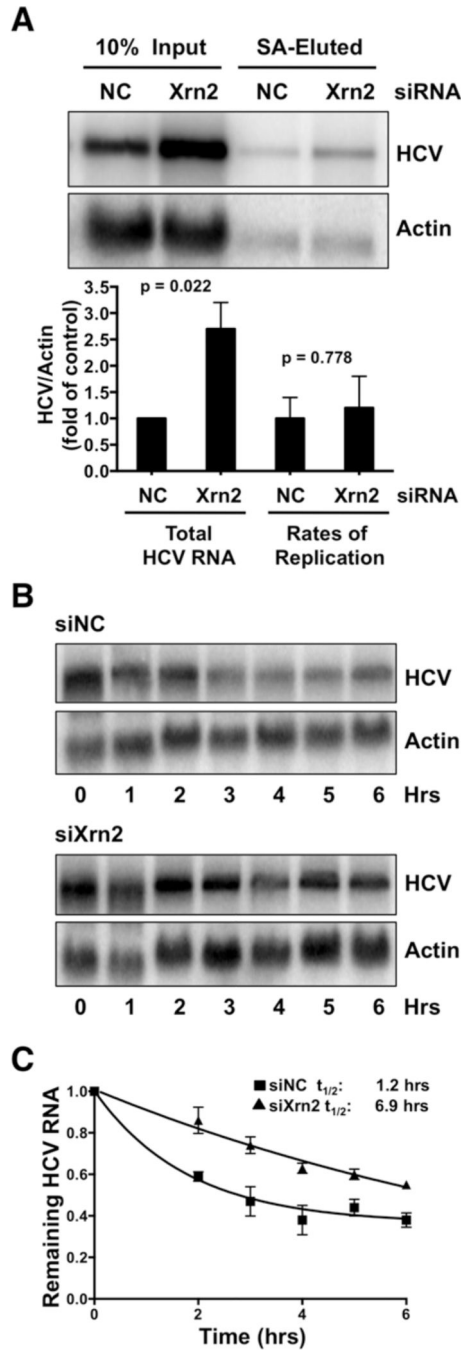 A
10% Input SA-Eluted
NC Xrn2 NC Xrn2 siRNA
HCV
Actin
3.5
3.0
2.5
2.0
1.5
1.0
0.5
0.0
HCV/Actin
(fold of control)
p = 0.022
p = 0.778
NC Xrn2 NC Xrn2 siRNA
Total Rates of
HCV RNA Replication
B
siNC
HCV
Actin
0 1 2 3 4 5 6 Hrs
siXrn2
HCV
Actin
0 1 2 3 4 5 6 Hrs
C
siNC t1/2: 1.2 hrs
siXrn2 t1/2: 6.9 hrs
Remaining HCV RNA
1.0
0.8
0.6
0.4
0.2
0.0
0 2 4 6
Time (hrs)